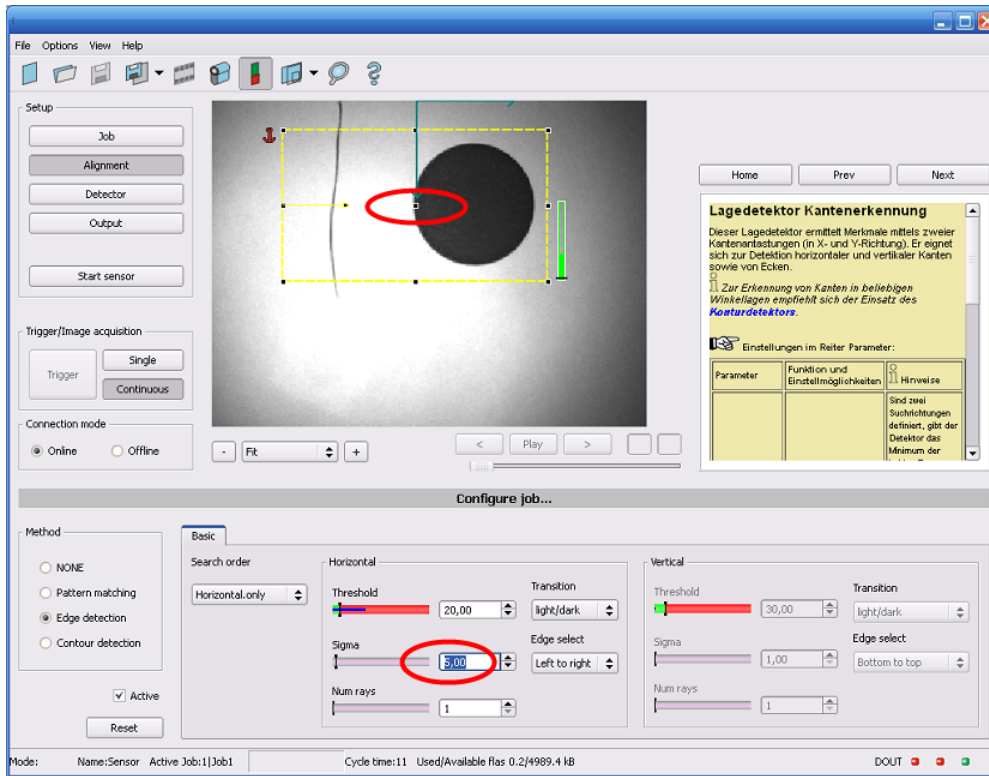 File Options View Help
Setup
Job
Alignment
Detector
Output
Start sensor
Trigger/Image acquisition
Trigger
Single
Continuous
Connection mode
Online
Offline
- Fit +
< Play >
Home Prev Next
Lagedetektor Kantenerkennung
Dieser Lagedetektor ermittelt Merkmale mittels zweier
Kantenantastungen (in X- und Y-Richtung). Er eignet
sich zur Detektion horizontaler und vertikaler Kanten
sowie von Ecken.
Zur Erkennung von Kanten in beliebigen
Winkellagen empfiehlt sich der Einsatz des
Konturdetektors.
Einstellungen im Reiter Parameter:
Parameter
Funktion und
Einstellmöglichkeiten
Hinweise
Sind zwei
Suchrichtungen
definiert, gibt der
Detektor das
Minimum der
Configure job...
Method
NONE
Pattern matching
Edge detection
Contour detection
Active
Reset
Basic
Search order
Horizontal.only
Horizontal
Threshold
20,00
Transition
light/dark
Sigma
5,00
Edge select
Left to right
Num rays
1
Vertical
Threshold
30,00
Transition
light/dark
Sigma
1,00
Edge select
Bottom to top
Num rays
1
Mode: Name:Sensor Active Job:1|Job1 Cycle time:11 Used/Available flas 0.2/4989.4 kB DOUT